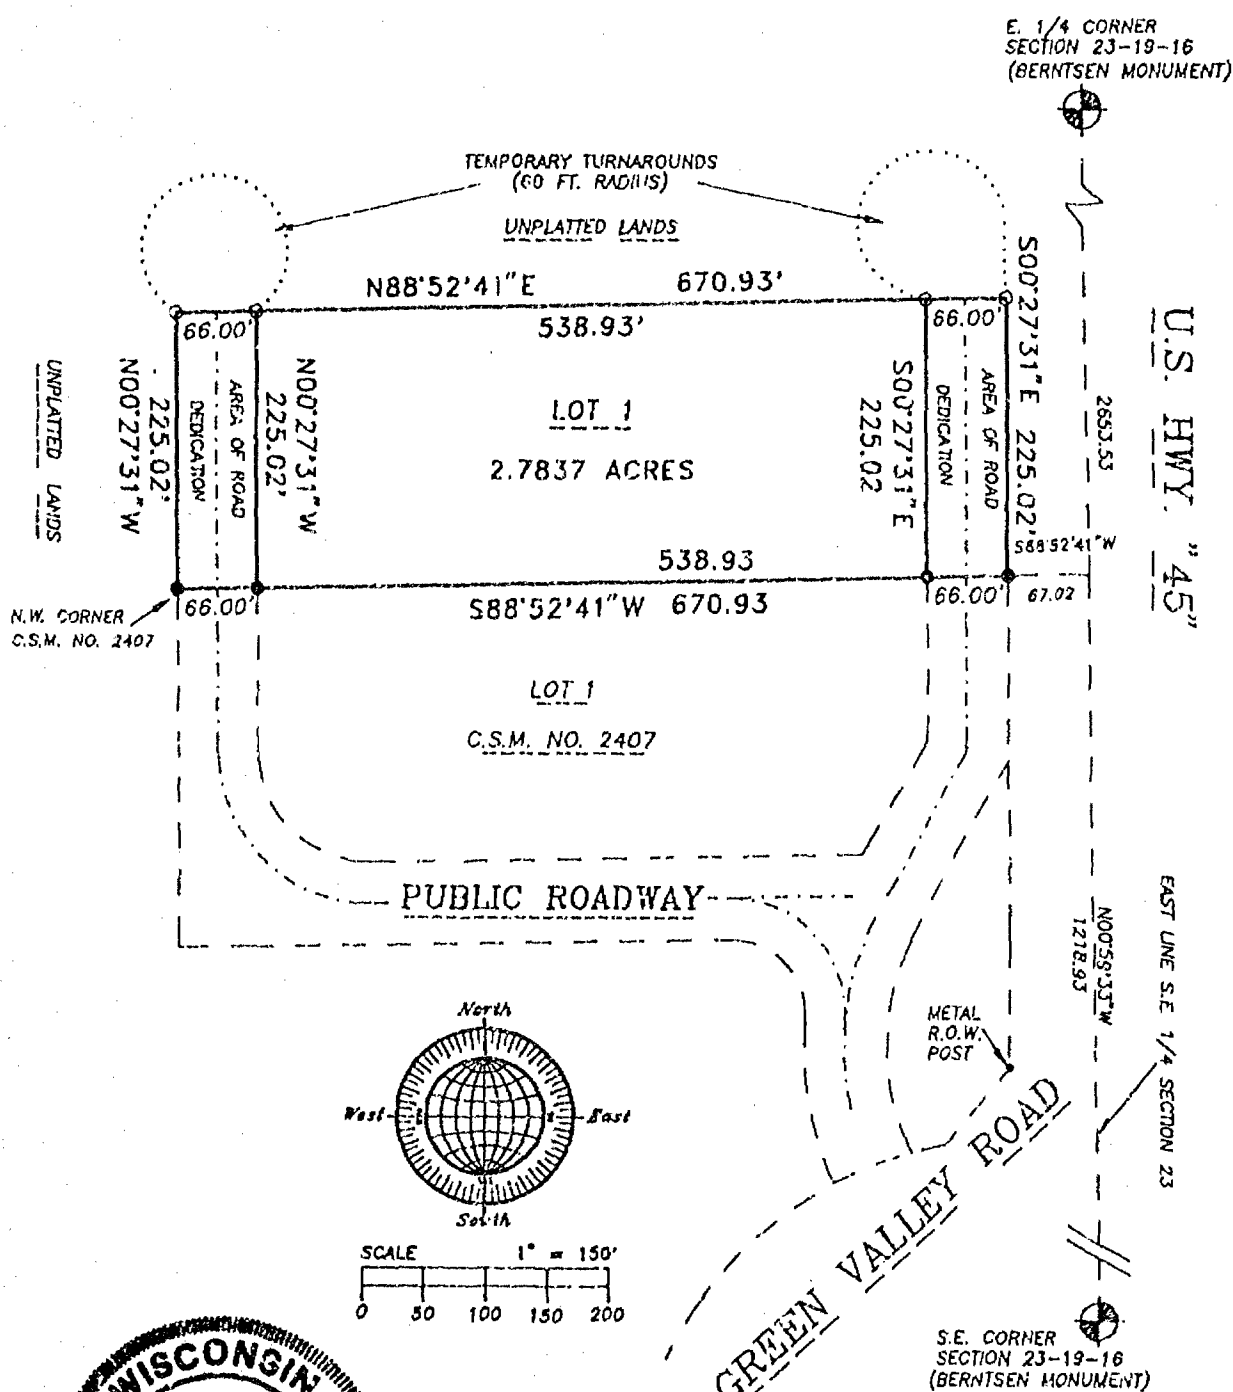 E. 1/4 CORNER
SECTION 23-19-16
(BERNTSEN MONUMENT)
TEMPORARY TURNAROUNDS
(60 FT. RADIUS)
UNPLATTED LANDS
N88°52'41"E 670.93'
66.00'
538.93'
66.00'
S00°27'31"E 225.02'
U.S. HWY. "45"
2653.53
UNPLATTED LANDS
N00°27'31"W
225.02'
AREA OF ROAD
DEDICATION
N00°27'31"W
225.02'
LOT 1
2.7837 ACRES
S00°27'31"E
225.02
AREA OF ROAD
DEDICATION
S88°52'41"W
67.02
538.93
66.00'
S88°52'41"W 670.93
66.00'
N.W. CORNER
C.S.M. NO. 2407
LOT 1
C.S.M. NO. 2407
PUBLIC ROADWAY
1218.93
EAST LINE S.E. 1/4 SECTION 23
METAL
R.O.W.
POST
North
West
East
South
SCALE 1" = 150'
0 50 100 150 200
GREEN VALLEY ROAD
S.E. CORNER
SECTION 23-19-16
(BERNTSEN MONUMENT)
WISCONSIN